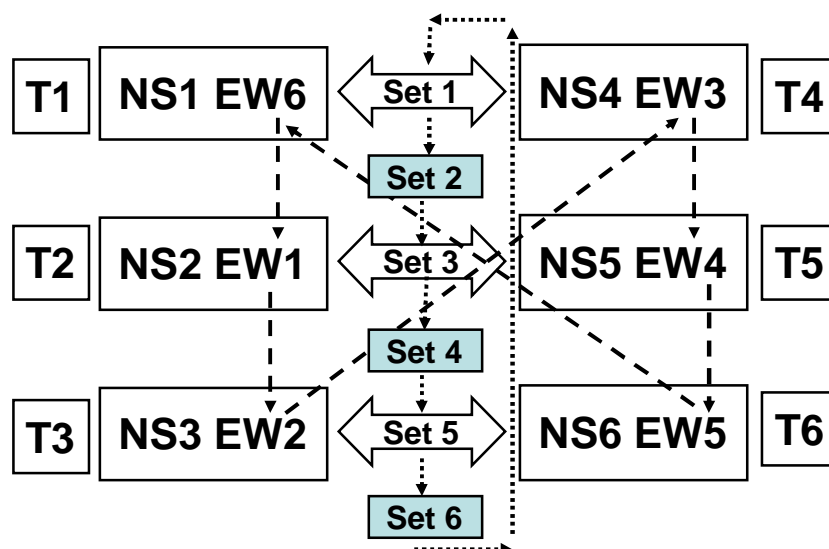 T1 NS1 EW6 Set 1 NS4 EW3 T4
Set 2
T2 NS2 EW1 Set 3 NS5 EW4 T5
Set 4
T3 NS3 EW2 Set 5 NS6 EW5 T6
Set 6